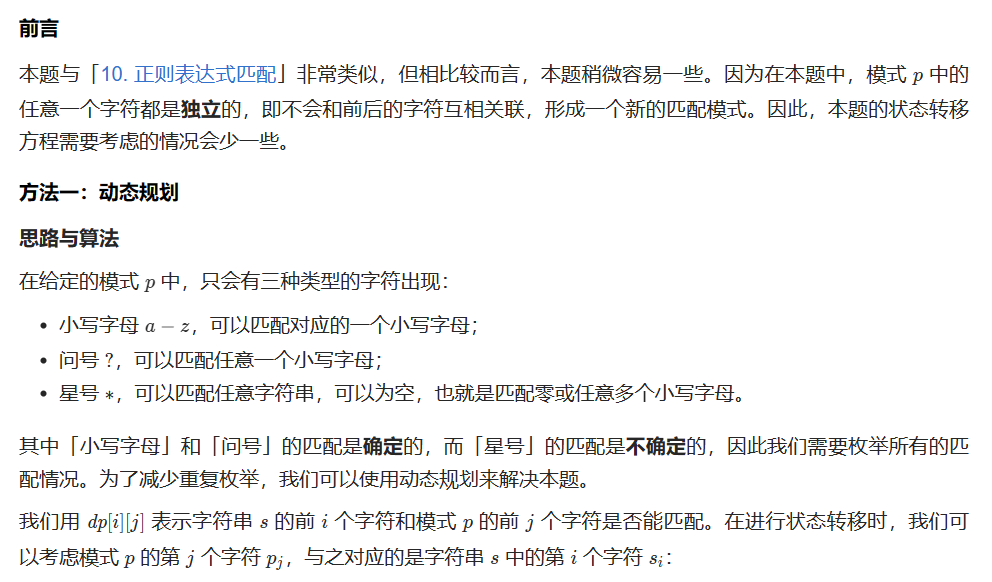 前言
本题与「10. 正则表达式匹配」非常类似，但相比较而言，本题稍微容易一些。因为在本题中，模式 p 中的
任意一个字符都是独立的，即不会和前后的字符互相关联，形成一个新的匹配模式。因此，本题的状态转移
方程需要考虑的情况会少一些。
方法一：动态规划
思路与算法
在给定的模式 p 中，只会有三种类型的字符出现：
• 小写字母 a − z，可以匹配对应的一个小写字母；
• 问号 ?，可以匹配任意一个小写字母；
• 星号 ∗，可以匹配任意字符串，可以为空，也就是匹配零或任意多个小写字母。
其中「小写字母」和「问号」的匹配是确定的，而「星号」的匹配是不确定的，因此我们需要枚举所有的匹
配情况。为了减少重复枚举，我们可以使用动态规划来解决本题。
我们用 dp[i][j] 表示字符串 s 的前 i 个字符和模式 p 的前 j 个字符是否能匹配。在进行状态转移时，我们可
以考虑模式 p 的第 j 个字符 pj，与之对应的是字符串 s 中的第 i 个字符 si：